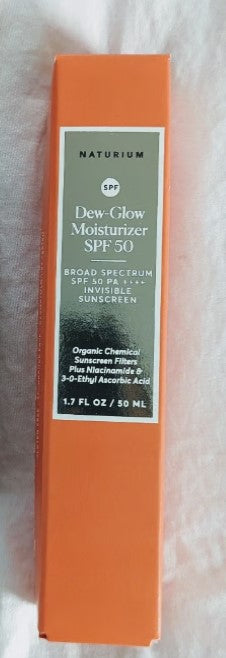 NATURIUM
SPF
Dew-Glow
Moisturizer
SPF 50
BROAD SPECTRUM
SPF 50 PA ++++
INVISIBLE
SUNSCREEN
Organic Chemical
Sunscreen Filters
Plus Niacinamide &
3-0-Ethyl Ascorbic Acid
1.7 FL OZ / 50 ML